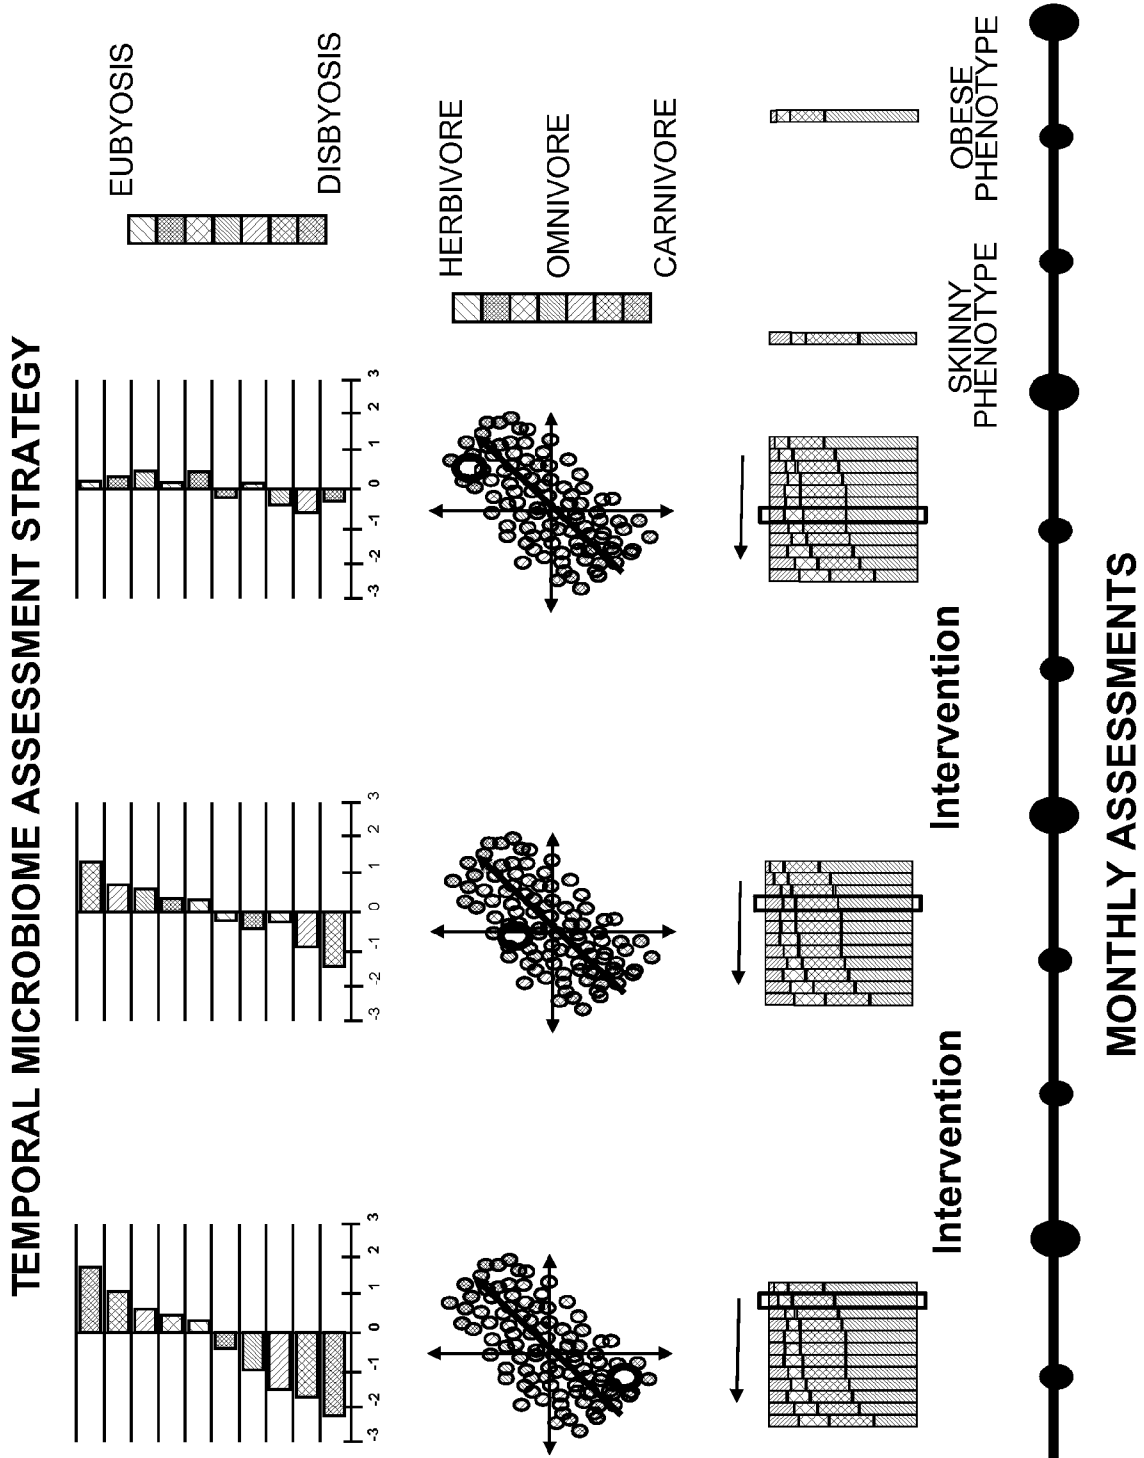 TEMPORAL MICROBIOME ASSESSMENT STRATEGY
-3 -2 -1 0 1 2 3
-3 -2 -1 0 1 2 3
-3 -2 -1 0 1 2 3
EUBYOSIS
DISBYOSIS
HERBIVORE
OMNIVORE
CARNIVORE
Intervention
Intervention
SKINNY
PHENOTYPE
OBESE
PHENOTYPE
MONTHLY ASSESSMENTS